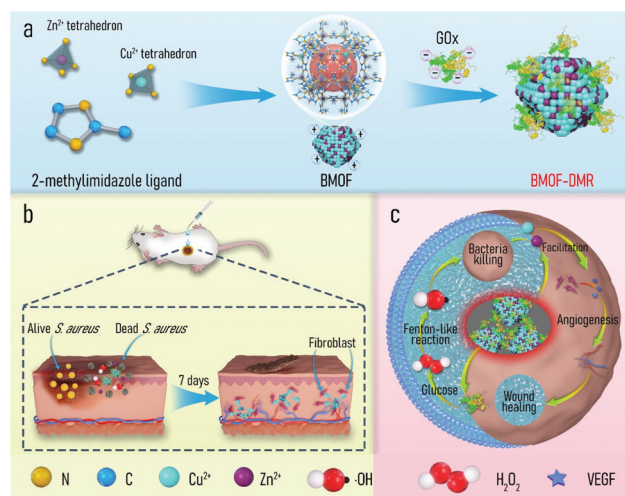 a
Zn²⁺ tetrahedron
Cu²⁺ tetrahedron
2-methylimidazole ligand
BMOF
GOx
BMOF-DMR
b
Alive S. aureus
Dead S. aureus
7 days
Fibroblast
c
Bacteria
killing
Facilitation
Fenton-like
reaction
Angiogenesis
Glucose
Wound
healing
N
C
Cu²⁺
Zn²⁺
·OH
H₂O₂
VEGF